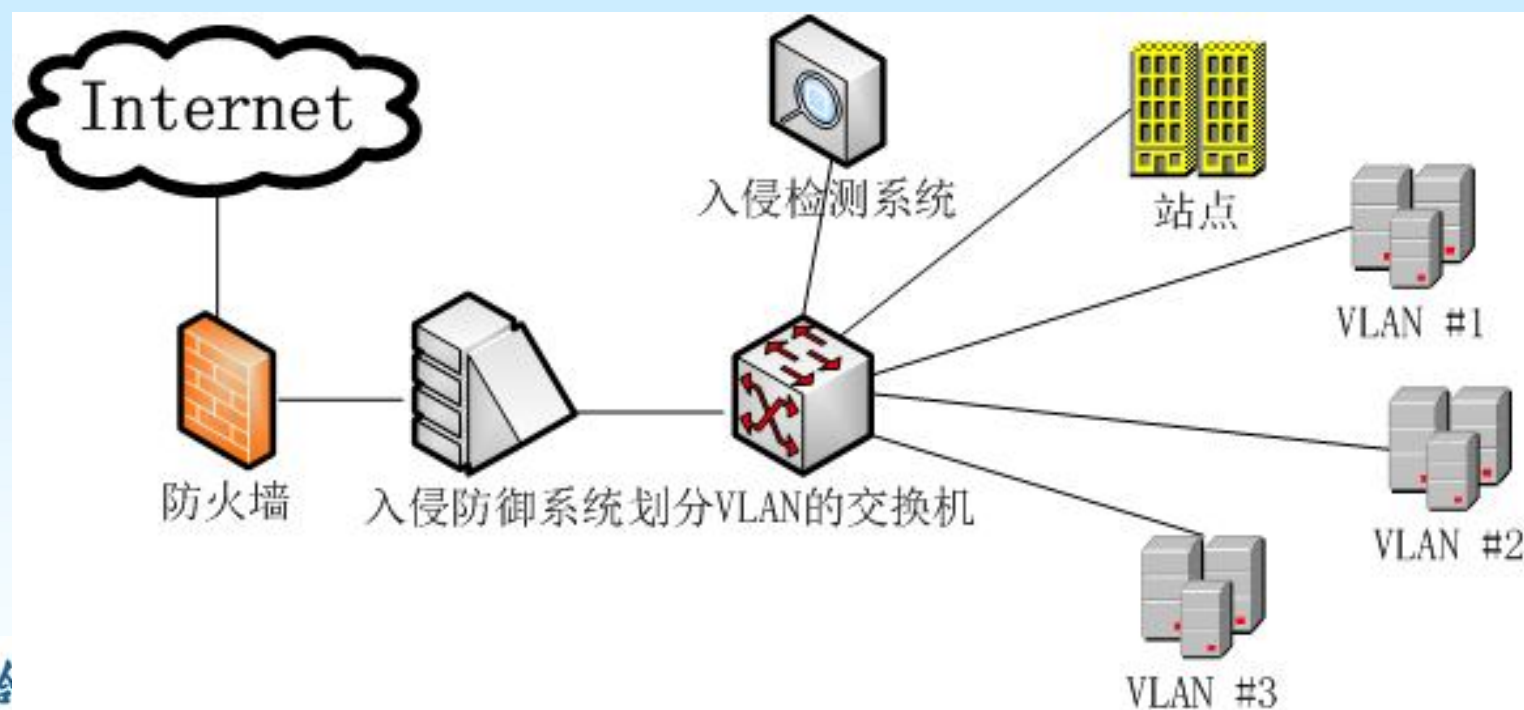 Internet
入侵检测系统
站点
VLAN #1
防火墙
入侵防御系统
划分VLAN的交换机
VLAN #2
VLAN #3